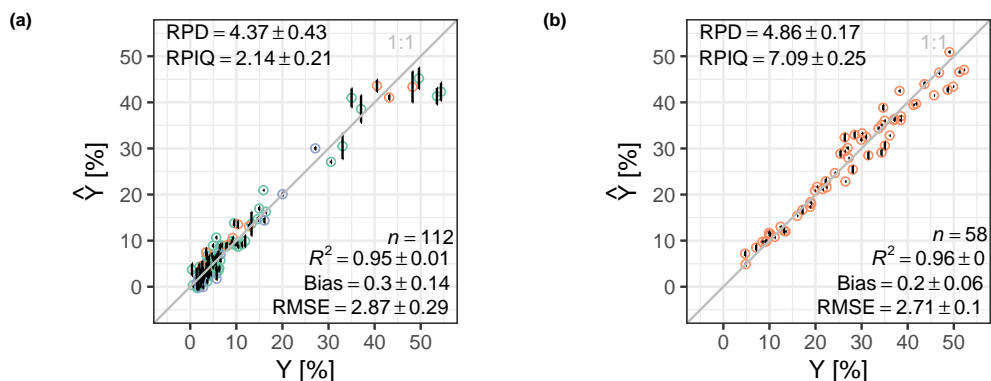 (a)
RPD = 4.37 ± 0.43
RPIQ = 2.14 ± 0.21
1:1
50
40
30
20
10
0
Ŷ [%]
n = 112
R² = 0.95 ± 0.01
Bias = 0.3 ± 0.14
RMSE = 2.87 ± 0.29
0 10 20 30 40 50
Y [%]
(b)
RPD = 4.86 ± 0.17
RPIQ = 7.09 ± 0.25
1:1
50
40
30
20
10
0
Ŷ [%]
n = 58
R² = 0.96 ± 0
Bias = 0.2 ± 0.06
RMSE = 2.71 ± 0.1
0 10 20 30 40 50
Y [%]